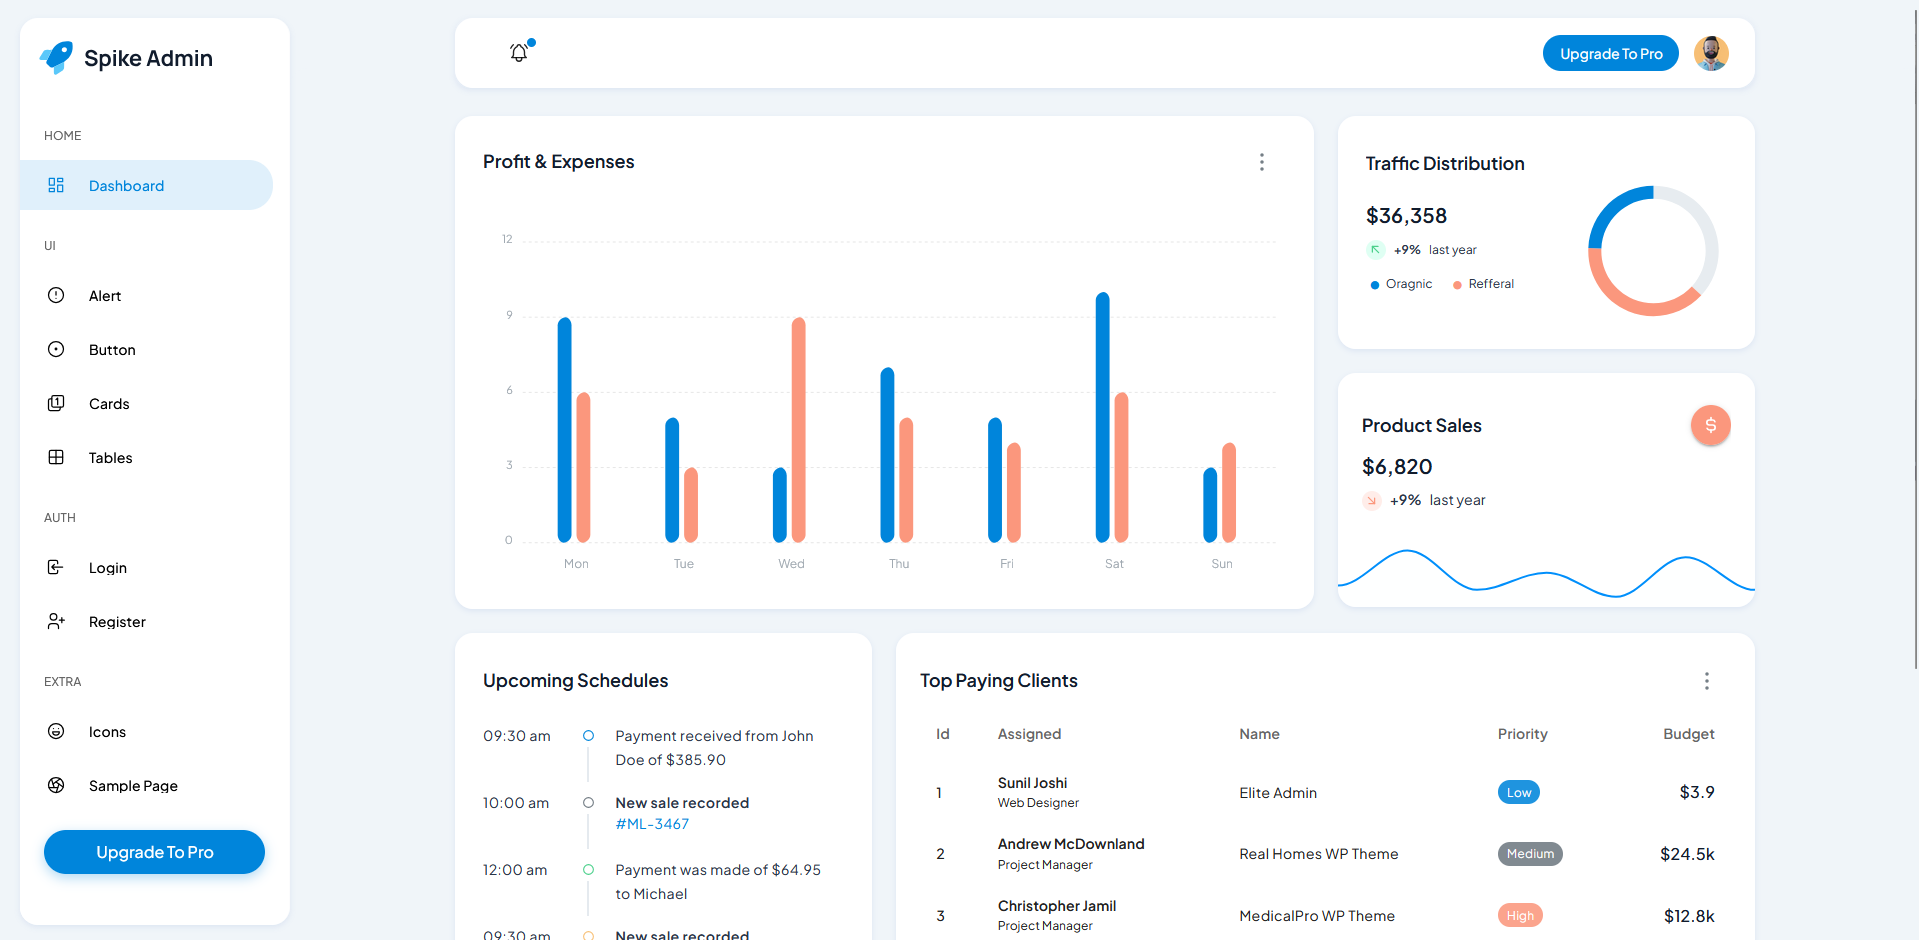 Spike Admin
HOME
Dashboard
UI
Alert
Button
Cards
Tables
AUTH
Login
Register
EXTRA
Icons
Sample Page
Upgrade To Pro
Upgrade To Pro
Profit & Expenses
12
9
6
3
0
Mon Tue Wed Thu Fri Sat Sun
Traffic Distribution
$36,358
+9% last year
Oragnic Refferal
Product Sales
$
$6,820
+9% last year
Upcoming Schedules
09:30 am Payment received from John
Doe of $385.90
10:00 am New sale recorded
#ML-3467
12:00 am Payment was made of $64.95
to Michael
09:30 am New sale recorded
Top Paying Clients
Id Assigned Name Priority Budget
1 Sunil Joshi Elite Admin Low $3.9
Web Designer
2 Andrew McDownland Real Homes WP Theme Medium $24.5k
Project Manager
3 Christopher Jamil MedicalPro WP Theme High $12.8k
Project Manager